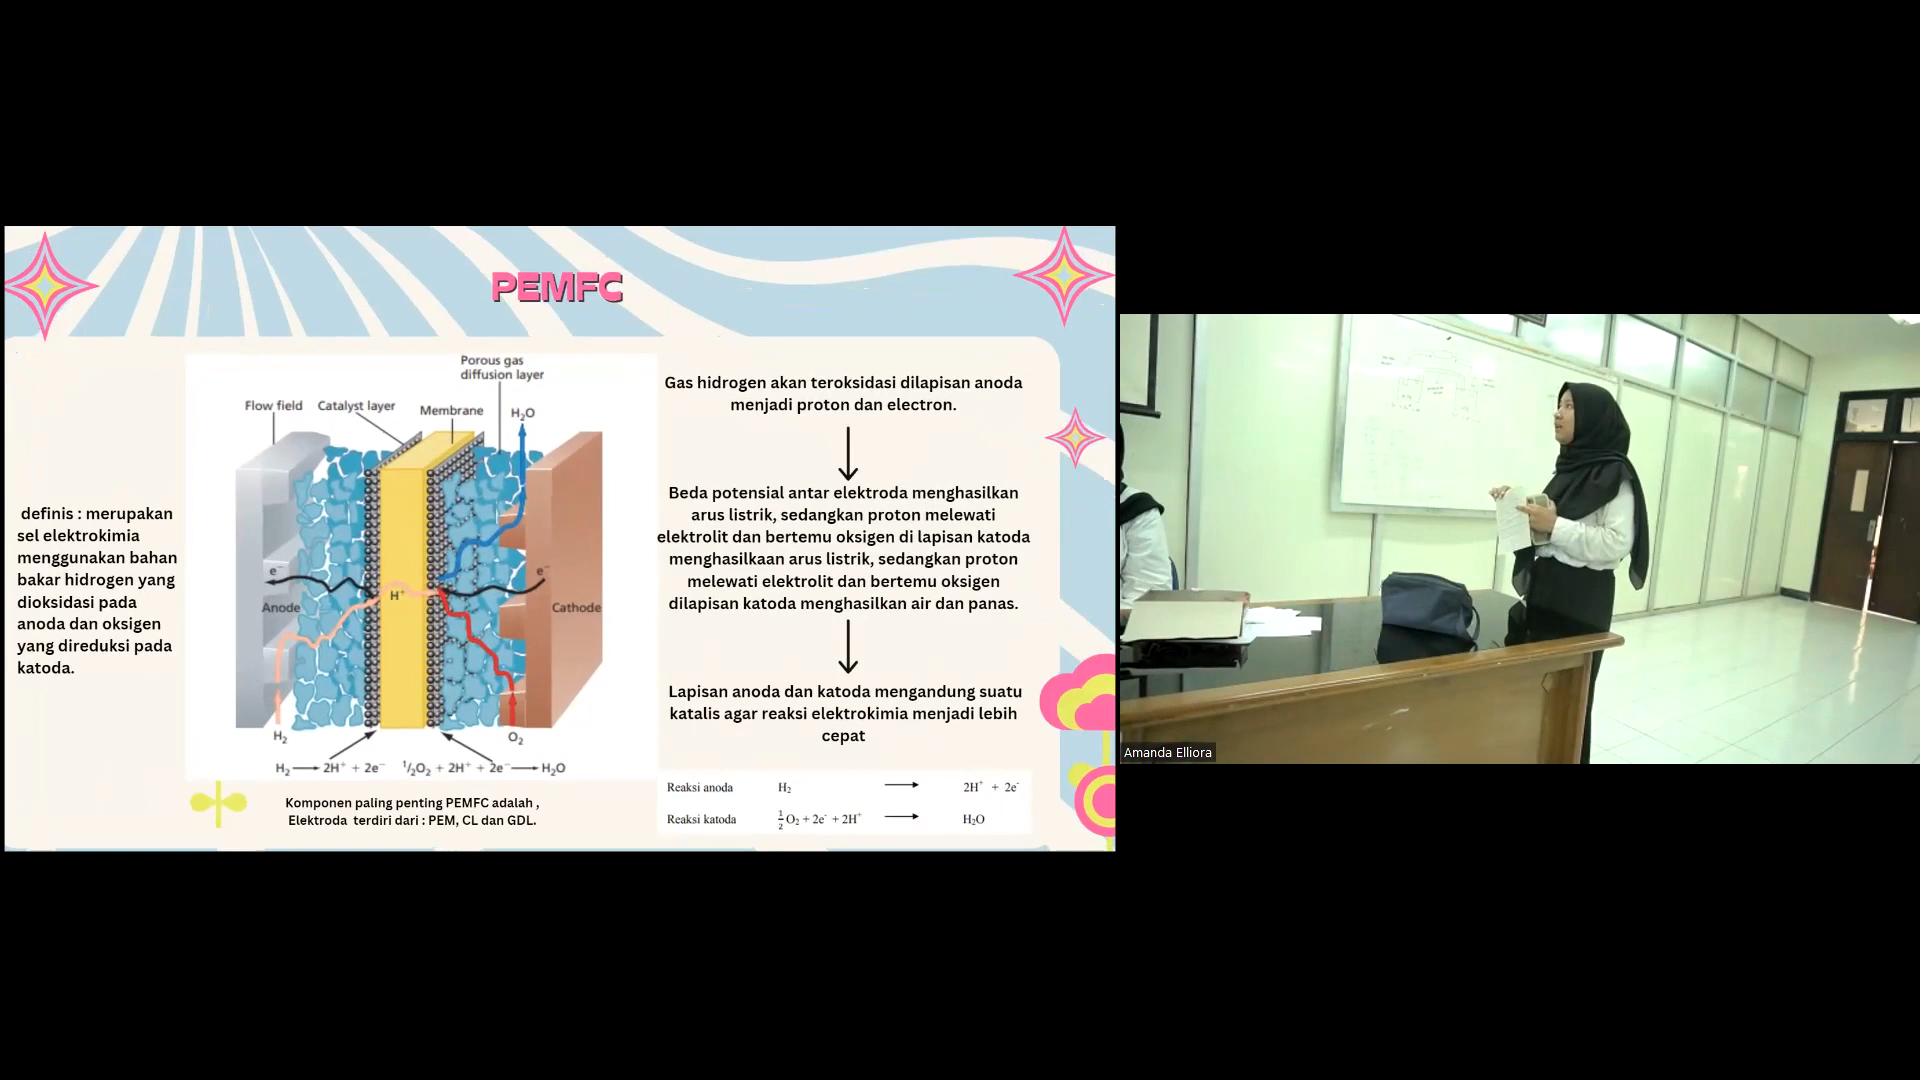 PEMFC
definis : merupakan
sel elektrokimia
menggunakan bahan
bakar hidrogen yang
dioksidasi pada
anoda dan oksigen
yang direduksi pada
katoda.
Porous gas
diffusion layer
Flow field
Catalyst layer
Membrane
H₂O
e⁻
H⁺
e⁻
Anode
Cathode
H₂
O₂
H₂ → 2H⁺ + 2e⁻
¹/₂O₂ + 2H⁺ + 2e⁻ → H₂O
Komponen paling penting PEMFC adalah ,
Elektroda terdiri dari : PEM, CL dan GDL.
Gas hidrogen akan teroksidasi dilapisan anoda
menjadi proton dan electron.
Beda potensial antar elektroda menghasilkan
arus listrik, sedangkan proton melewati
elektrolit dan bertemu oksigen di lapisan katoda
menghasilkaan arus listrik, sedangkan proton
melewati elektrolit dan bertemu oksigen
dilapisan katoda menghasilkan air dan panas.
Lapisan anoda dan katoda mengandung suatu
katalis agar reaksi elektrokimia menjadi lebih
cepat
Reaksi anoda H₂ → 2H⁺ + 2e⁻
Reaksi katoda ½ O₂ + 2e⁻ + 2H⁺ → H₂O
Amanda Elliora